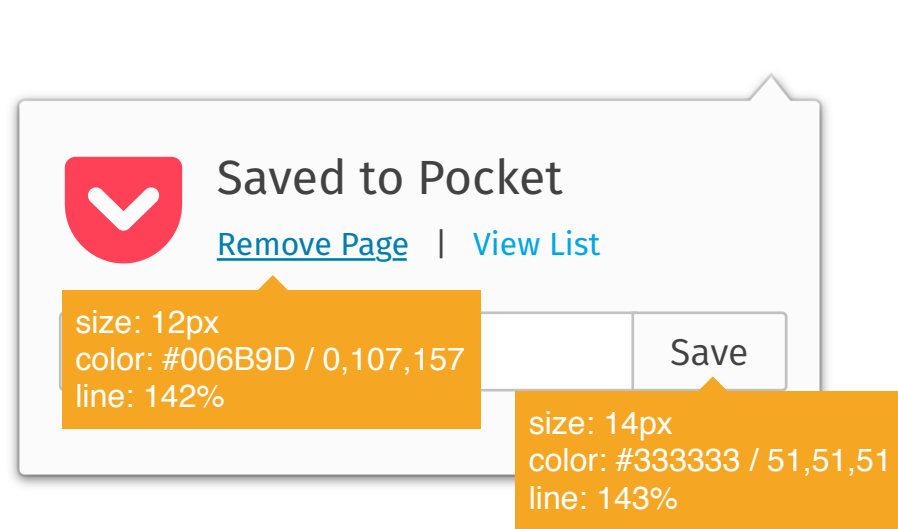 Saved to Pocket
Remove Page | View List
size: 12px
color: #006B9D / 0,107,157
line: 142%
Save
size: 14px
color: #333333 / 51,51,51
line: 143%